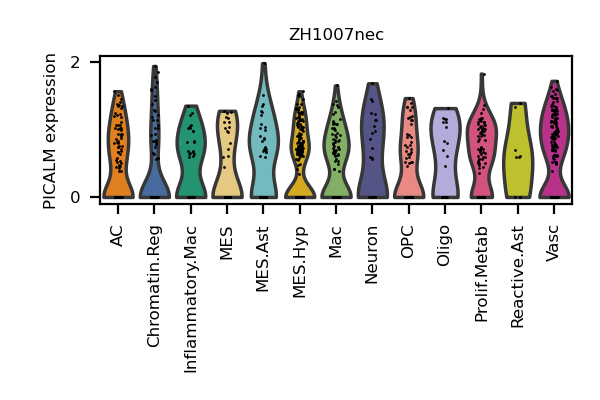 ZH1007nec
PICALM expression
2
0
AC
Chromatin.Reg
Inflammatory.Mac
MES
MES.Ast
MES.Hyp
Mac
Neuron
OPC
Oligo
Prolif.Metab
Reactive.Ast
Vasc